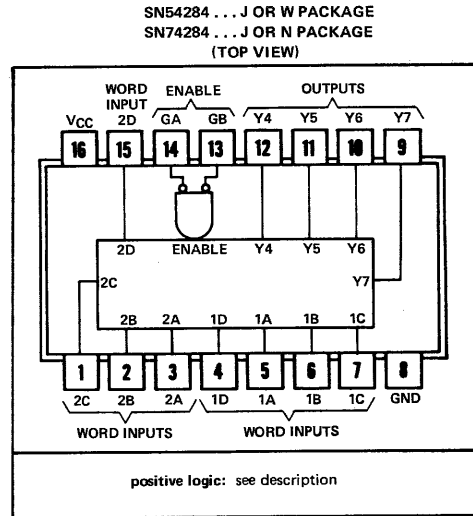 SN54284 ... J OR W PACKAGE
SN74284 ... J OR N PACKAGE
(TOP VIEW)
WORD INPUT ENABLE OUTPUTS
VCC 2D GA GB Y4 Y5 Y6 Y7
16 15 14 13 12 11 10 9
2D ENABLE Y4 Y5 Y6
2C Y7
2B 2A 1D 1A 1B 1C
1 2 3 4 5 6 7 8
2C 2B 2A 1D 1A 1B 1C GND
WORD INPUTS WORD INPUTS
positive logic: see description